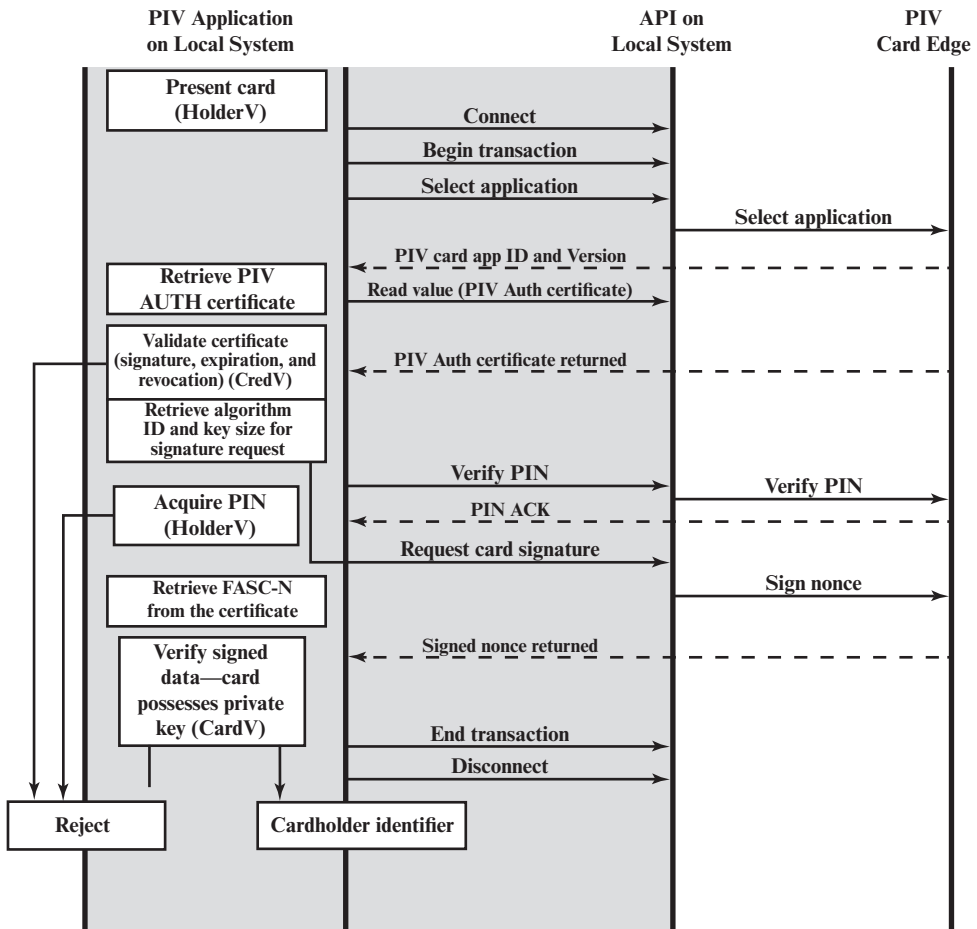 PIV Application
on Local System
API on
Local System
PIV
Card Edge
Present card
(HolderV)
Connect
Begin transaction
Select application
Select application
PIV card app ID and Version
Retrieve PIV
AUTH certificate
Read value (PIV Auth certificate)
Validate certificate
(signature, expiration, and
revocation) (CredV)
PIV Auth certificate returned
Retrieve algorithm
ID and key size for
signature request
Verify PIN
Verify PIN
Acquire PIN
(HolderV)
PIN ACK
Request card signature
Retrieve FASC-N
from the certificate
Sign nonce
Verify signed
data—card
possesses private
key (CardV)
Signed nonce returned
End transaction
Disconnect
Reject
Cardholder identifier